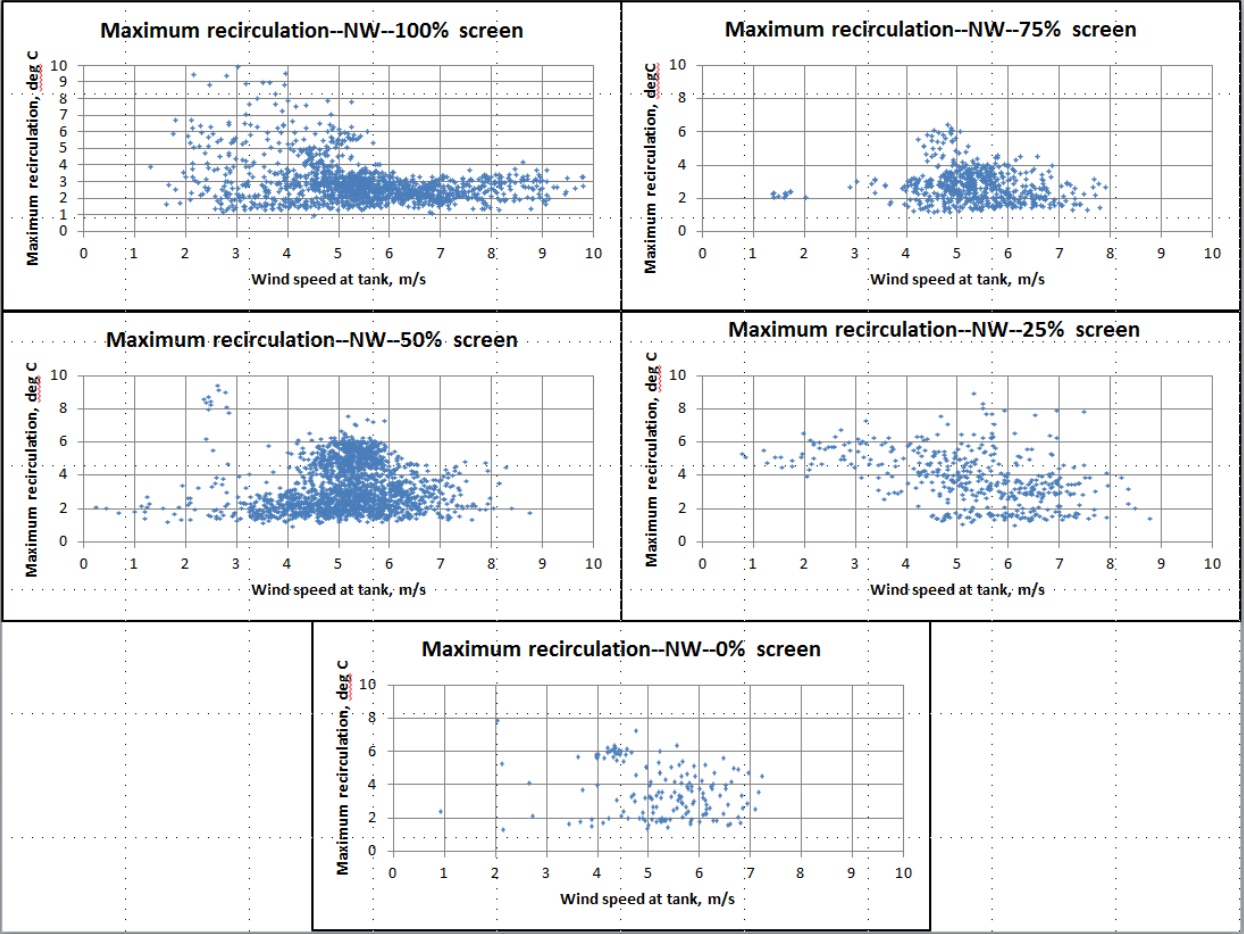 Maximum recirculation--NW--100% screen
Maximum recirculation, deg C
10
9
8
7
6
5
4
3
2
1
0
0 1 2 3 4 5 6 7 8 9 10
Wind speed at tank, m/s
Maximum recirculation--NW--75% screen
Maximum recirculation, degC
10
8
6
4
2
0
0 1 2 3 4 5 6 7 8 9 10
Wind speed at tank, m/s
Maximum recirculation--NW--50% screen
Maximum recirculation, deg C
10
8
6
4
2
0
0 1 2 3 4 5 6 7 8 9 10
Wind speed at tank, m/s
Maximum recirculation--NW--25% screen
Maximum recirculation, deg C
10
8
6
4
2
0
0 1 2 3 4 5 6 7 8 9 10
Wind speed at tank, m/s
Maximum recirculation--NW--0% screen
Maximum recirculation, deg C
10
8
6
4
2
0
0 1 2 3 4 5 6 7 8 9 10
Wind speed at tank, m/s